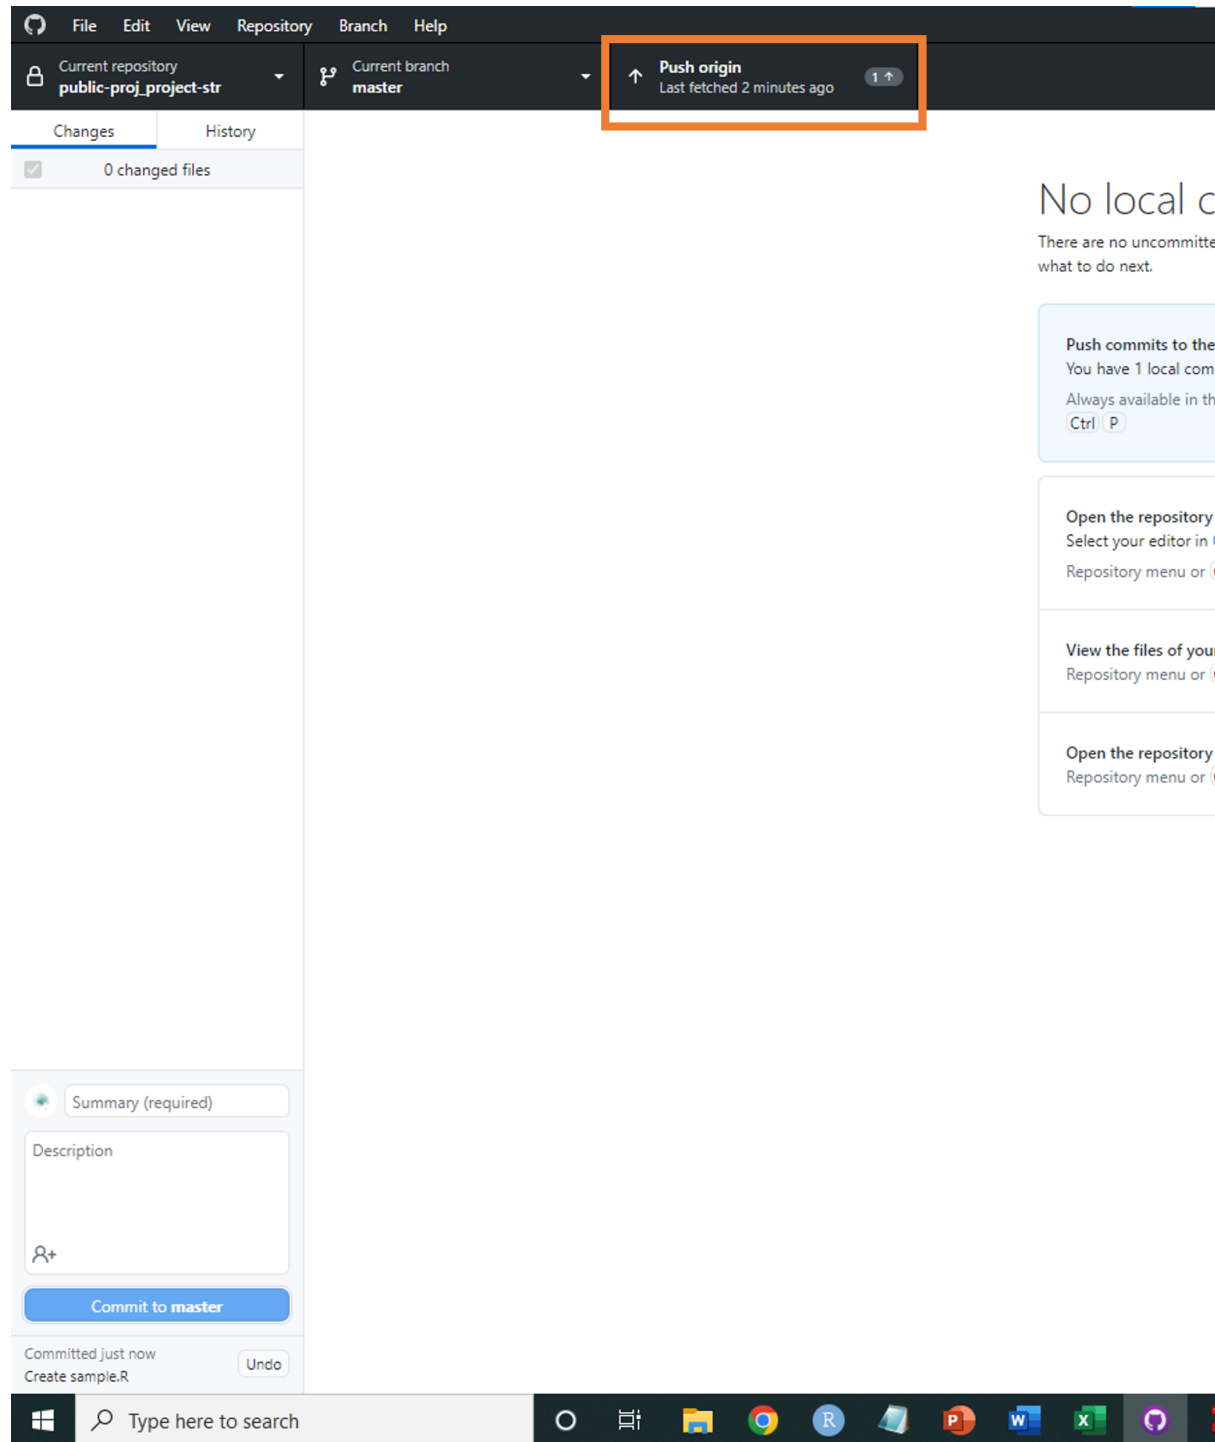 File Edit View Repository Branch Help
Current repository
public-proj_project-str
Current branch
master
Push origin
Last fetched 2 minutes ago
1
Changes History
0 changed files
No local c
There are no uncommitte
what to do next.
Push commits to the
You have 1 local com
Always available in th
Ctrl P
Open the repository
Select your editor in
Repository menu or
View the files of your
Repository menu or
Open the repository
Repository menu or
Summary (required)
Description
Commit to master
Committed just now
Create sample.R
Undo
Type here to search
R
P
W
X